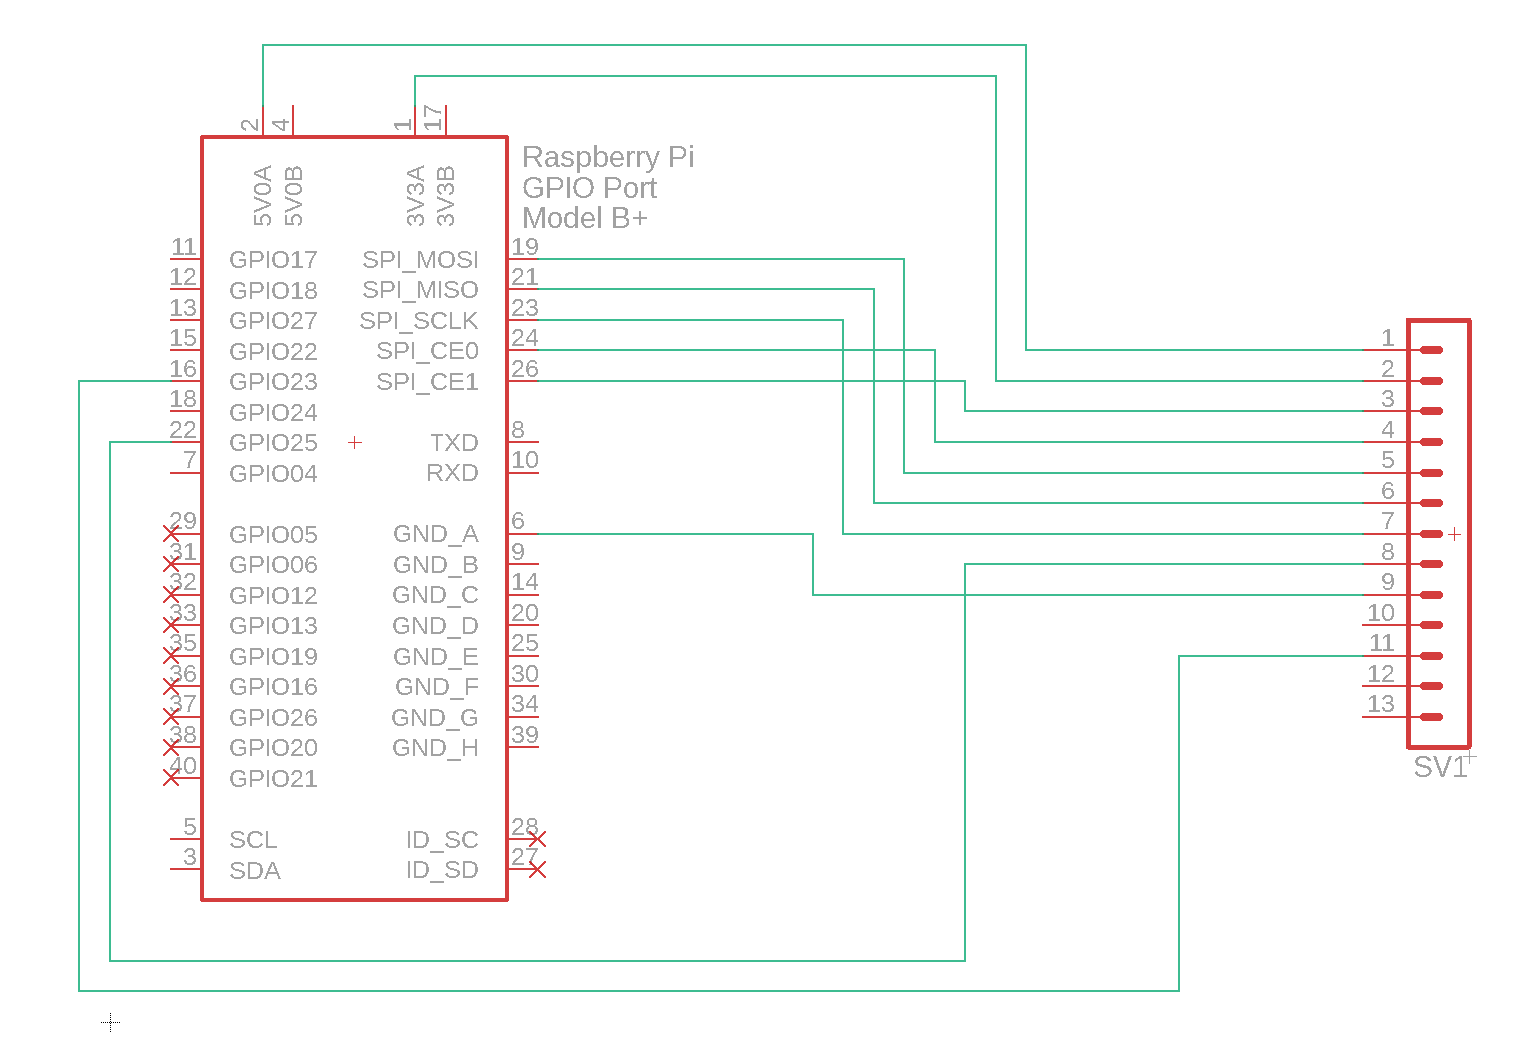 2
4
1
17
5V0A
5V0B
3V3A
3V3B
Raspberry Pi
GPIO Port
Model B+
11 GPIO17 SPI_MOSI 19
12 GPIO18 SPI_MISO 21
13 GPIO27 SPI_SCLK 23
15 GPIO22 SPI_CE0 24
16 GPIO23 SPI_CE1 26
18 GPIO24
22 GPIO25 TXD 8
7 GPIO04 RXD 10
29 GPIO05 GND_A 6
31 GPIO06 GND_B 9
32 GPIO12 GND_C 14
33 GPIO13 GND_D 20
35 GPIO19 GND_E 25
36 GPIO16 GND_F 30
37 GPIO26 GND_G 34
38 GPIO20 GND_H 39
40 GPIO21
5 SCL ID_SC 28
3 SDA ID_SD 27
1
2
3
4
5
6
7
8
9
10
11
12
13
SV1